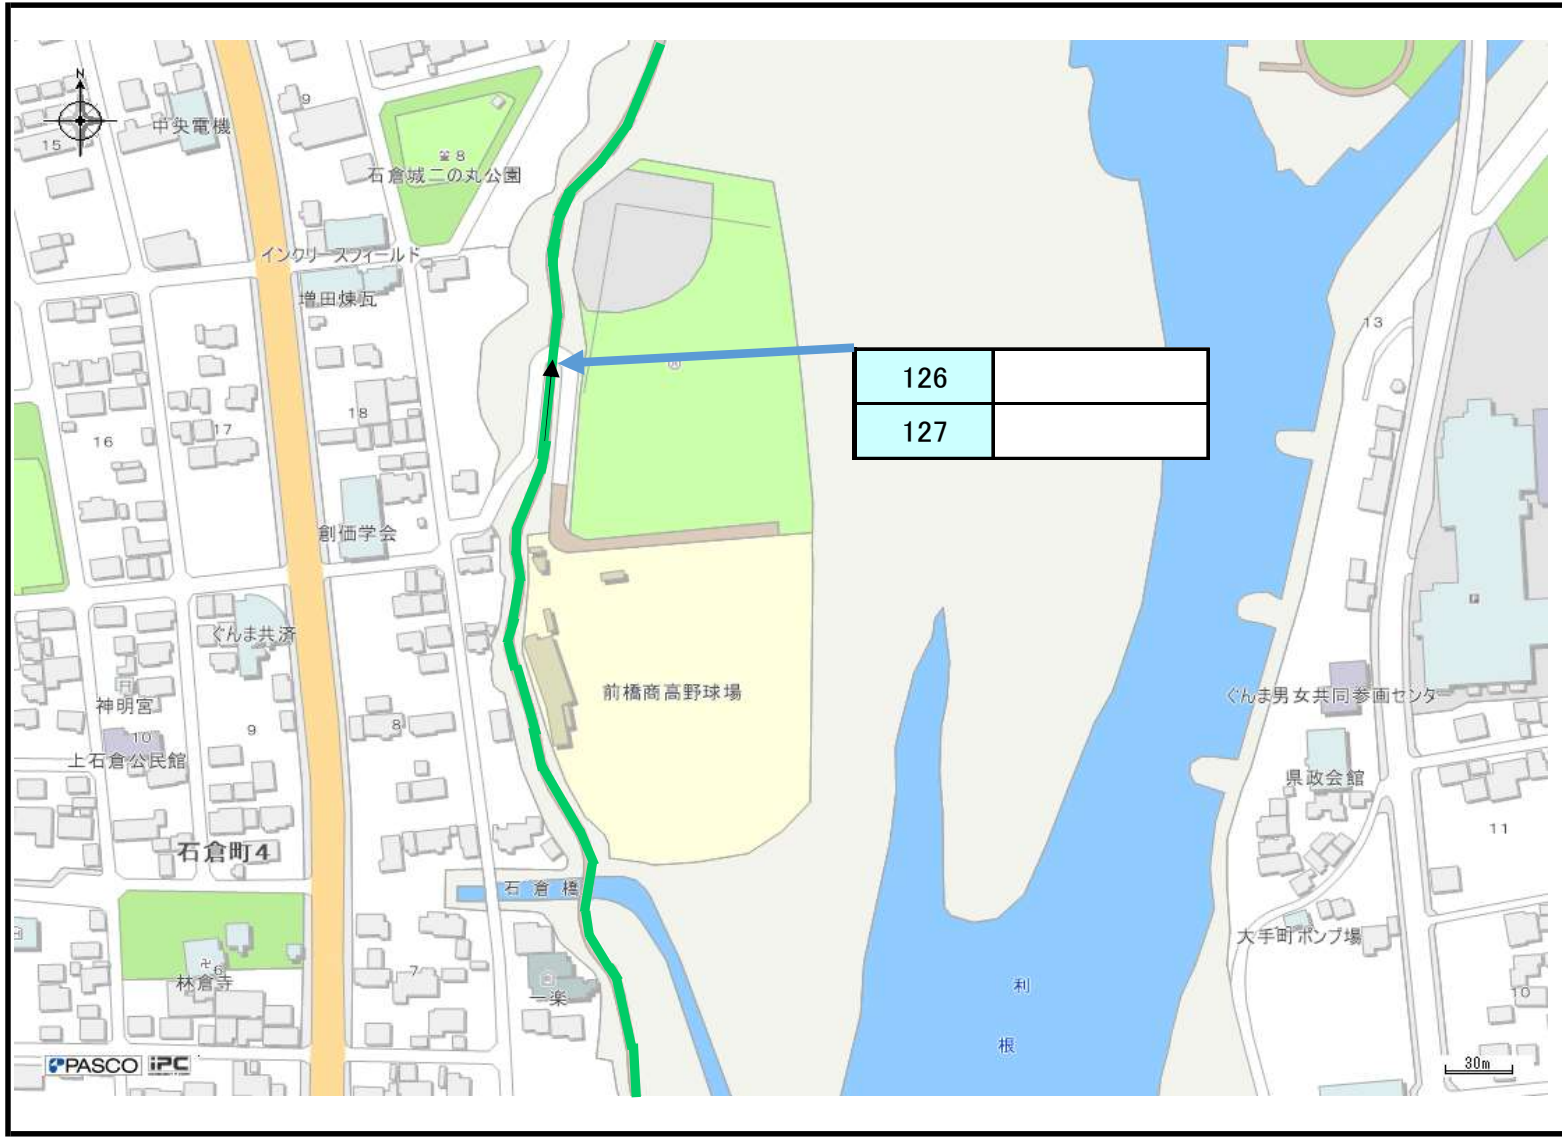 N
9
中央電機
15
8
石倉城二の丸公園
インクリースフィールド
増田煉瓦
13
126
127
18
17
16
創価学会
P
ぐんま共済
神明宮
10
上石倉公民館
9
8
前橋商高野球場
ぐんま男女共同参画センタ
県政会館
11
石倉町4
石倉橋
大手町ポンプ場
卍6
林倉寺
7
一楽
利
根
10
PASCO iPC
30m